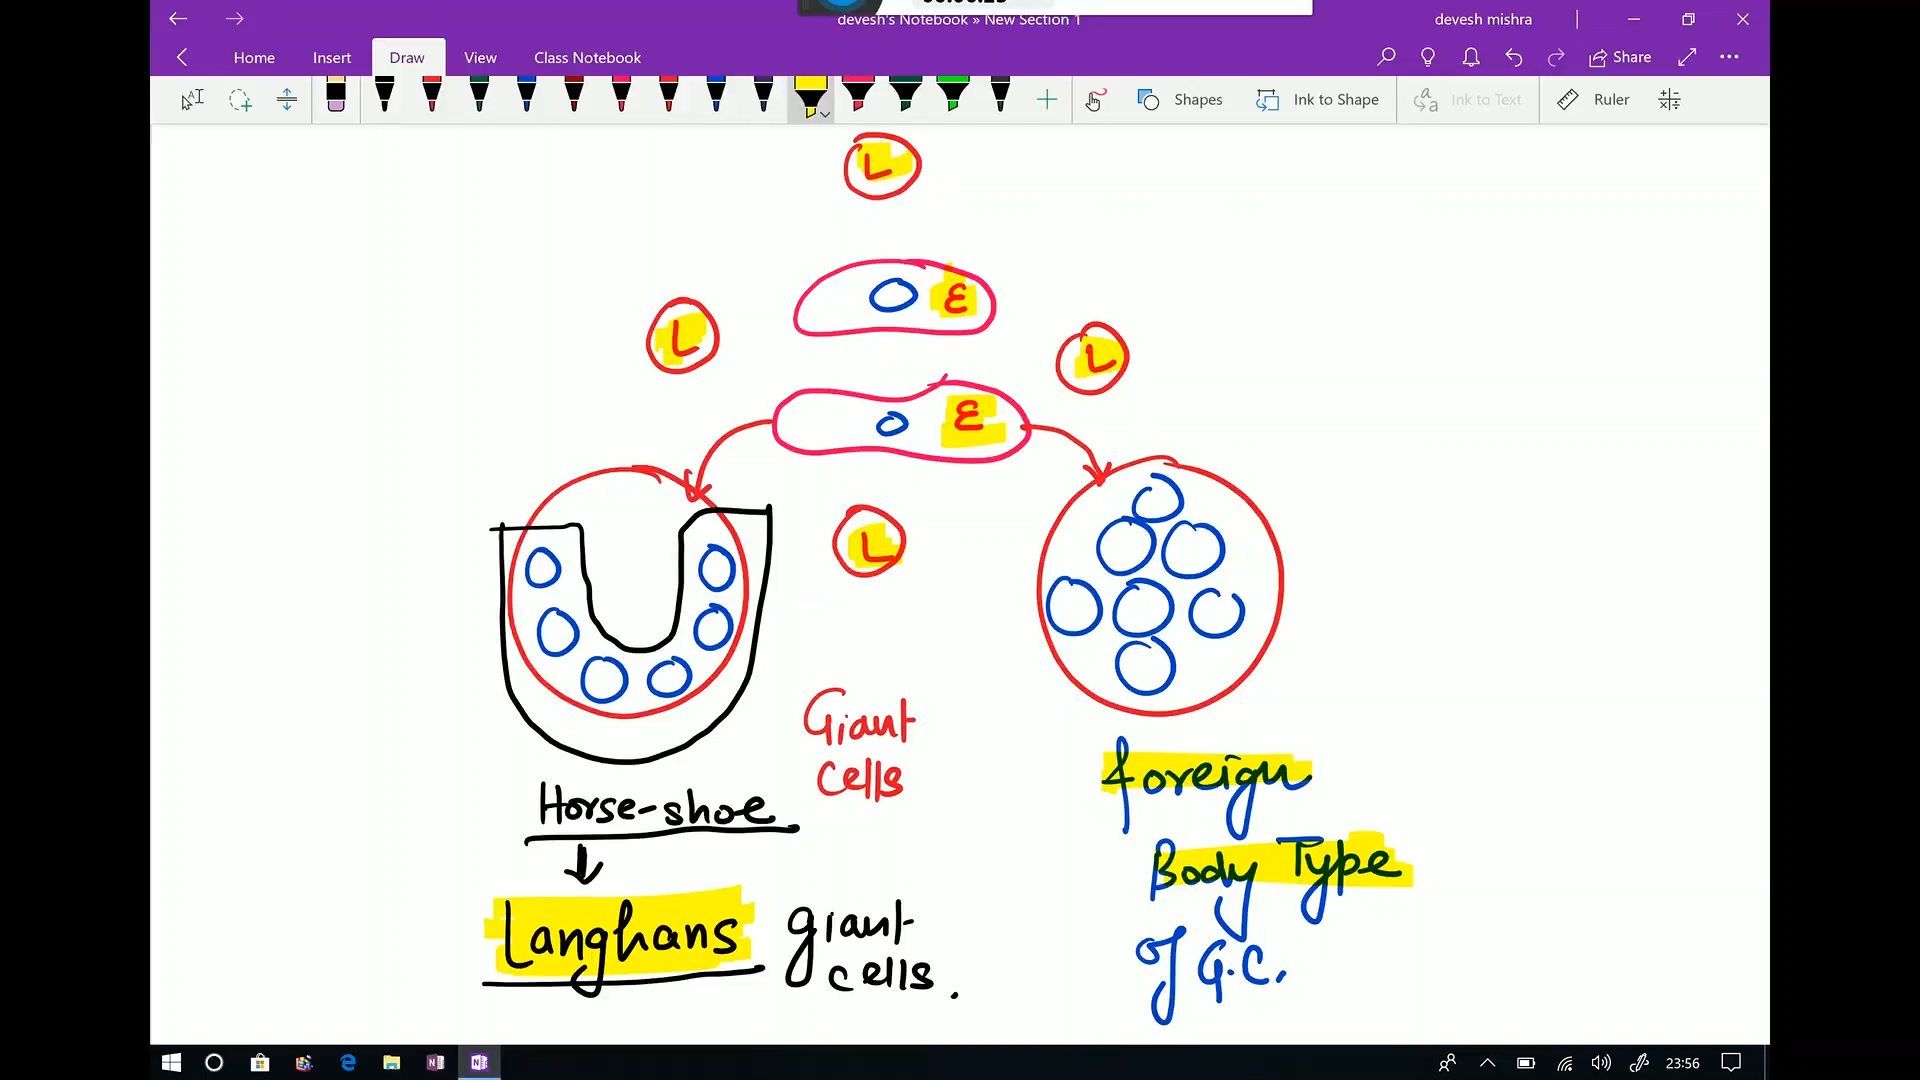 devesh's Notebook » New Section 1
devesh mishra
Home Insert Draw View Class Notebook
Share
Shapes Ink to Shape Ink to Text Ruler
L
ε
L
L
ε
L
Giant
cells
Horse-shoe
Langhans giant
cells.
foreign
Body Type
of G.C.
23:56